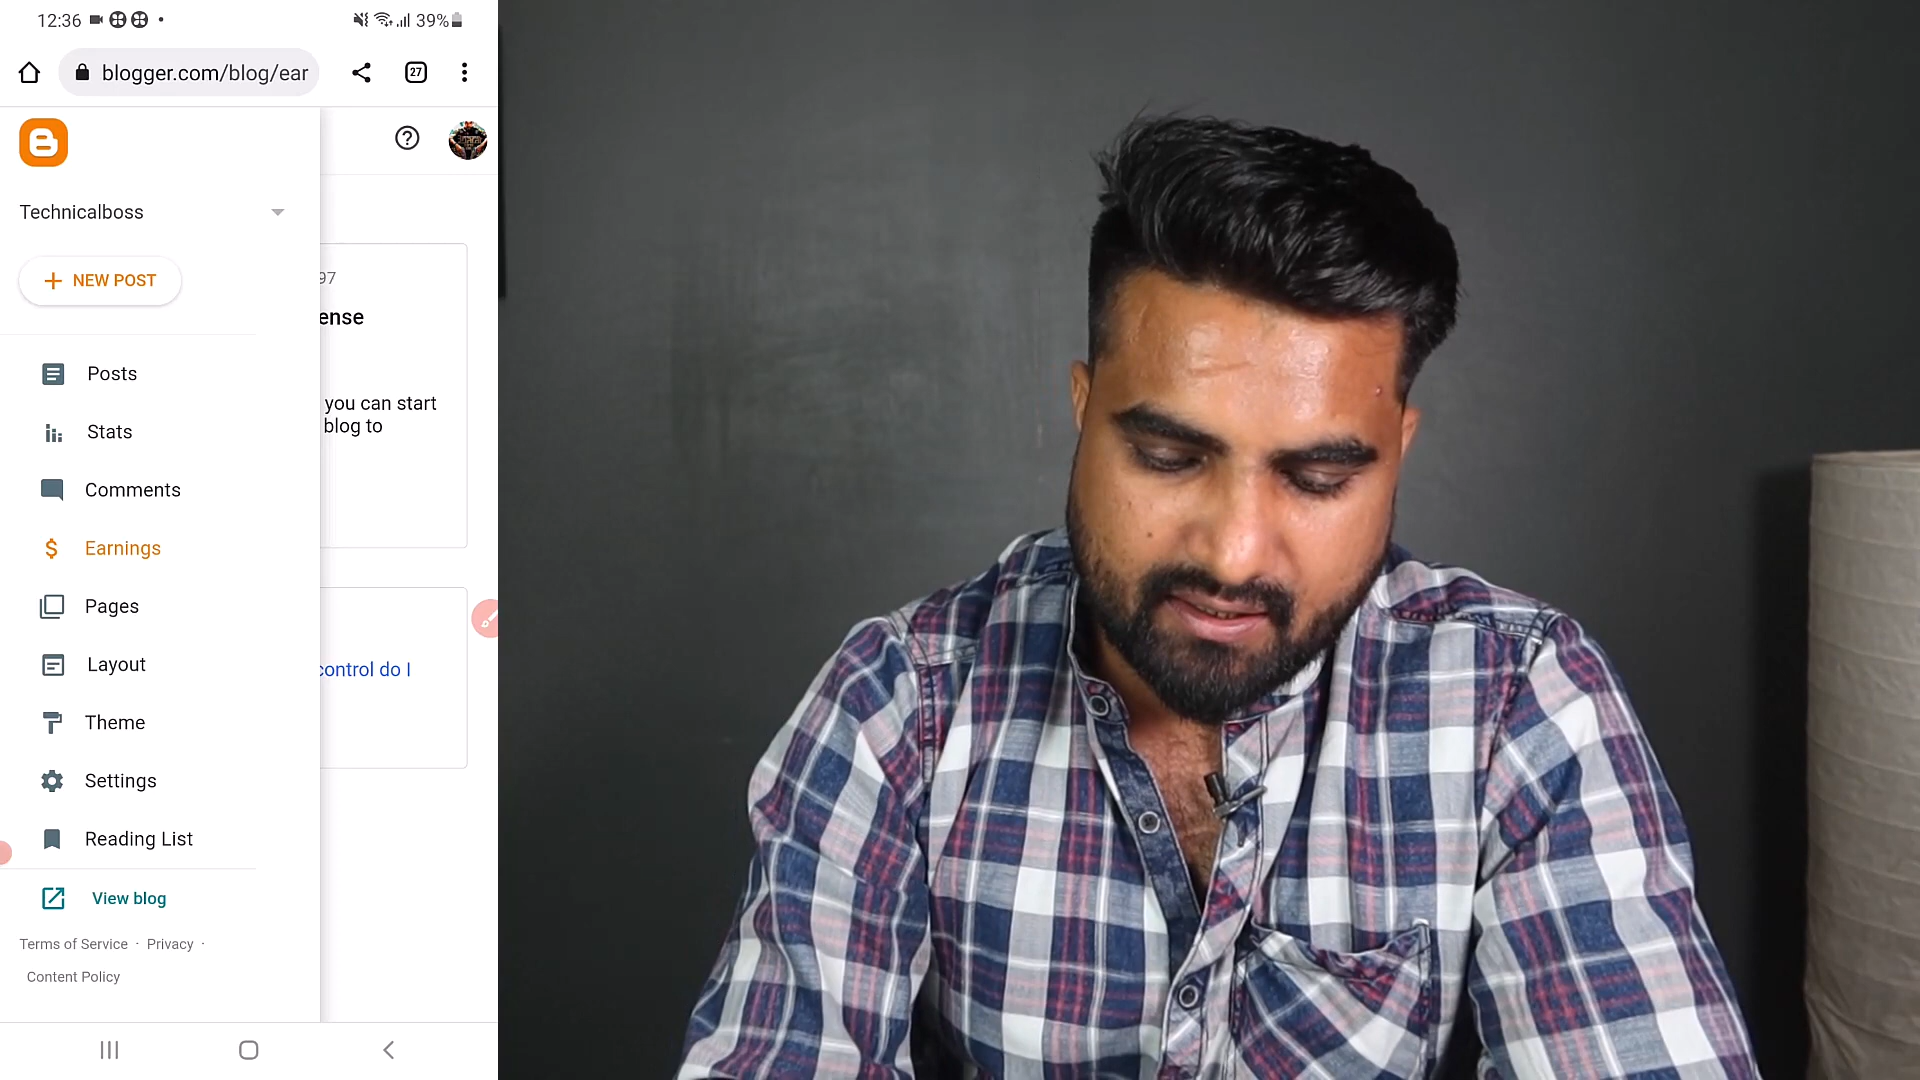 12:36
39%
blogger.com/blog/ear
27
Technicalboss
NEW POST
97
ense
Posts
you can start
blog to
Stats
Comments
Earnings
Pages
Layout
control do I
Theme
Settings
Reading List
View blog
Terms of Service · Privacy ·
Content Policy